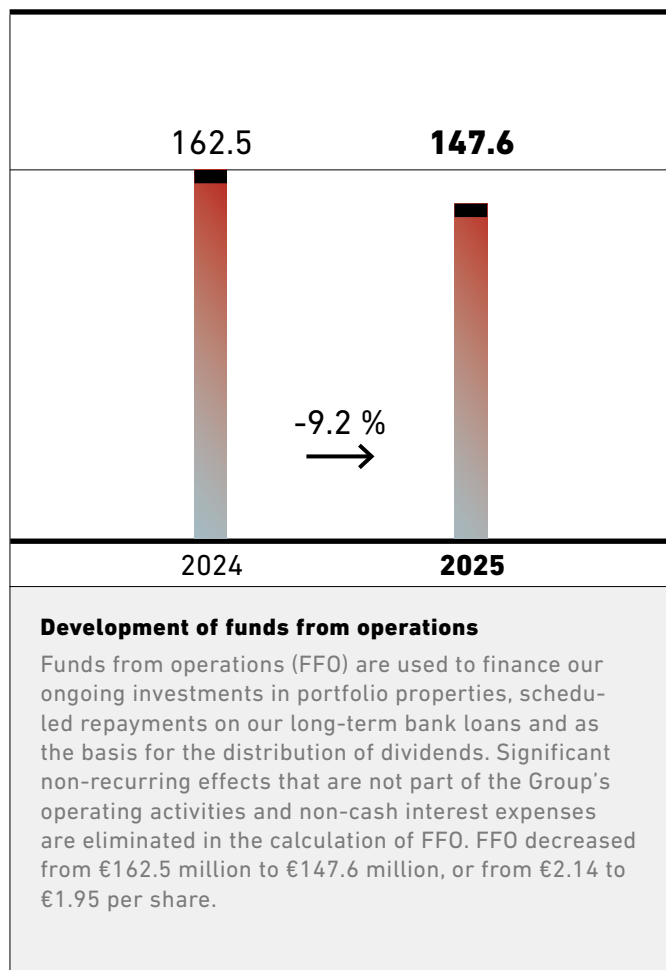 162.5
147.6
-9.2 %
2024
2025
Development of funds from operations
Funds from operations (FFO) are used to finance our
ongoing investments in portfolio properties, schedu-
led repayments on our long-term bank loans and as
the basis for the distribution of dividends. Significant
non-recurring effects that are not part of the Group’s
operating activities and non-cash interest expenses
are eliminated in the calculation of FFO. FFO decreased
from €162.5 million to €147.6 million, or from €2.14 to
€1.95 per share.